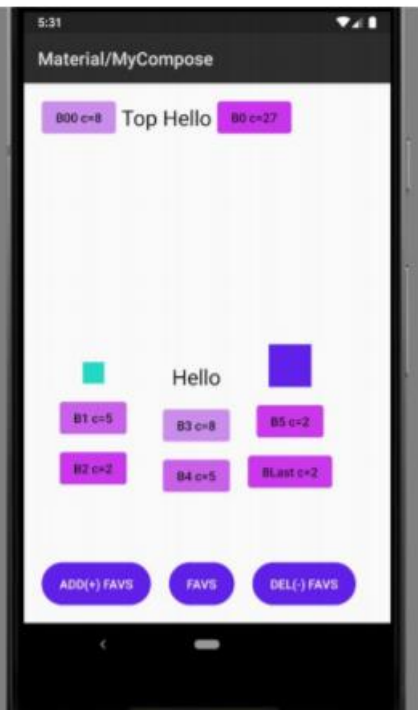 5:31
Material/MyCompose
B00 c=8 Top Hello B0 c=27
Hello
B1 c=5 B3 c=8 B5 c=2
B2 c=2 B4 c=5 BLast c=2
ADD(+) FAVS FAVS DEL(-) FAVS